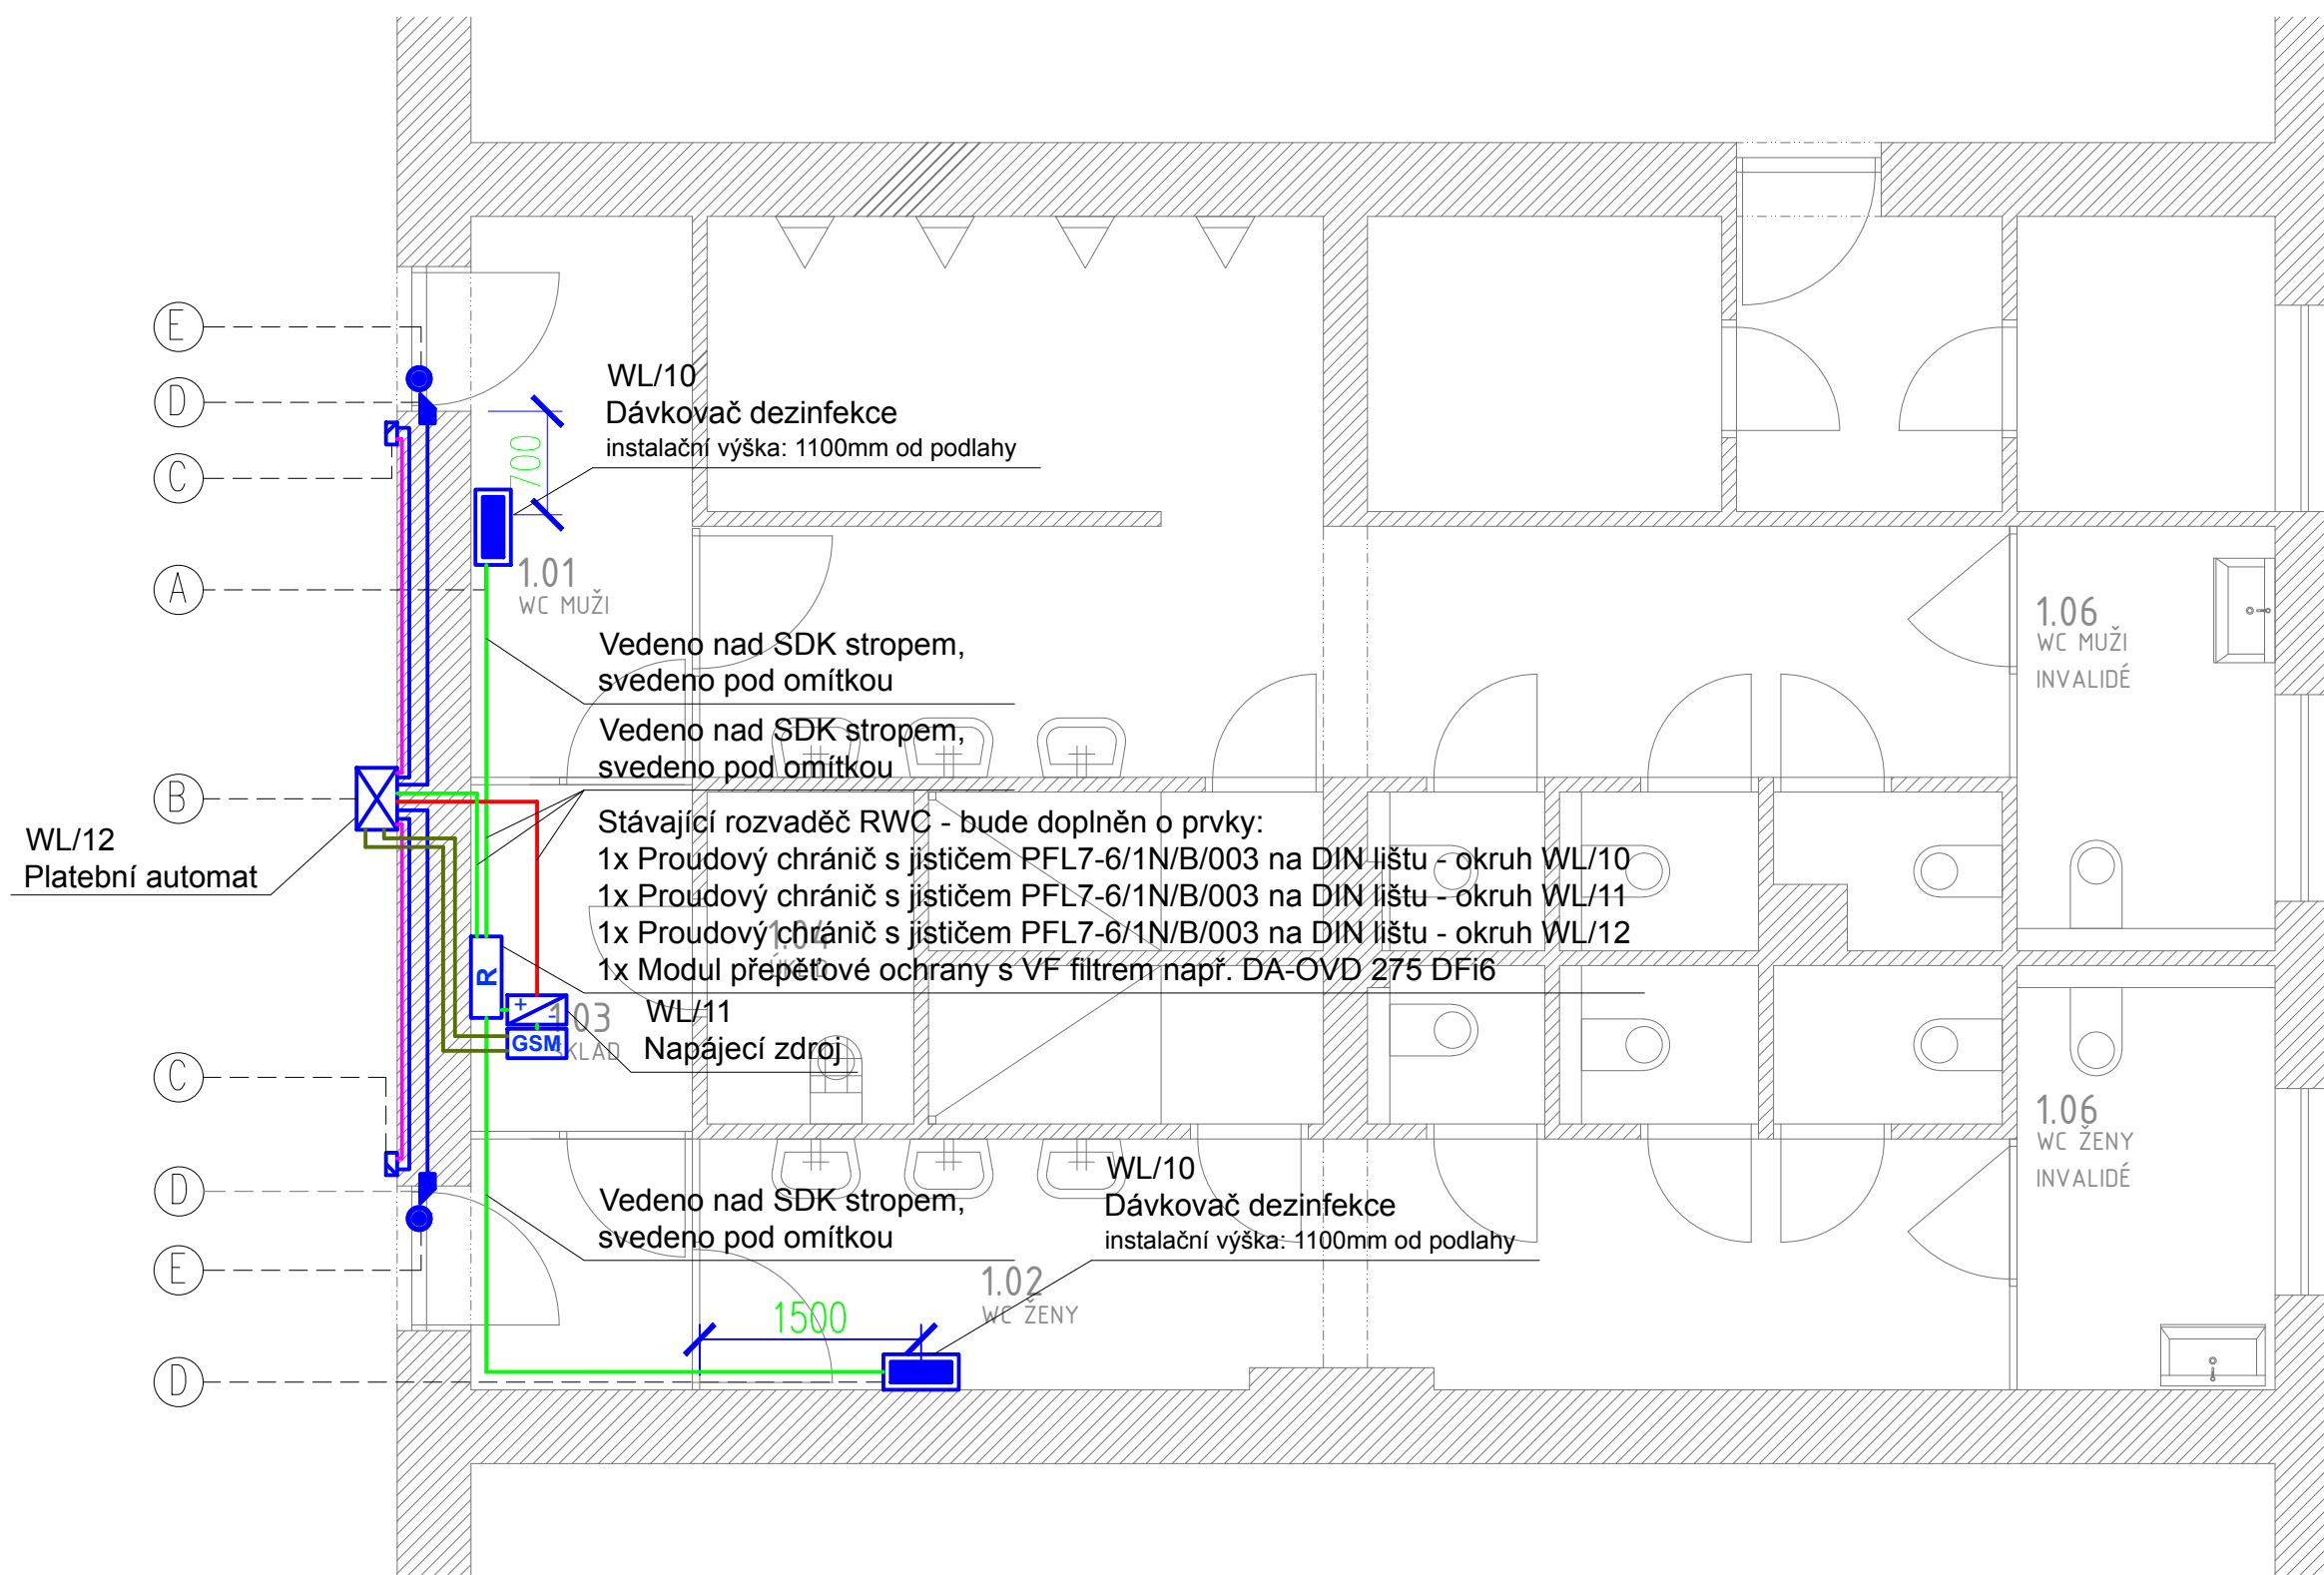 E
D
C
A
B
C
D
E
D
WL/10
Dávkovač dezinfekce
instalační výška: 1100mm od podlahy
700
1.01
WC MUŽI
Vedeno nad SDK stropem,
svedeno pod omítkou
Vedeno nad SDK stropem,
svedeno pod omítkou
WL/12
Platební automat
Stávající rozvaděč RWC - bude doplněn o prvky:
1x Proudový chránič s jističem PFL7-6/1N/B/003 na DIN lištu - okruh WL/10
1x Proudový chránič s jističem PFL7-6/1N/B/003 na DIN lištu - okruh WL/11
1x Proudový chránič s jističem PFL7-6/1N/B/003 na DIN lištu - okruh WL/12
1x Modul přepěťové ochrany s VF filtrem např. DA-OVD 275 DFi6
1.04
R
+
-
GSM
1.03
SKLAD
WL/11
Napájecí zdroj
1.06
WC MUŽI
INVALIDÉ
1.06
WC ŽENY
INVALIDÉ
Vedeno nad SDK stropem,
svedeno pod omítkou
WL/10
Dávkovač dezinfekce
instalační výška: 1100mm od podlahy
1.02
WC ŽENY
1500